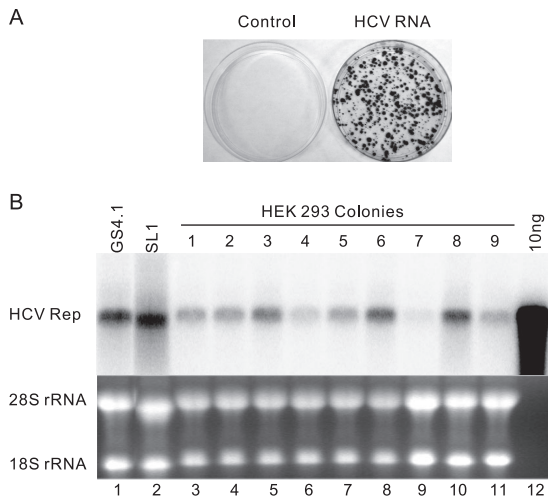 A
Control HCV RNA
B
GS4.1
SL1
HEK 293 Colonies
1 2 3 4 5 6 7 8 9
10ng
HCV Rep
28S rRNA
18S rRNA
1 2 3 4 5 6 7 8 9 10 11 12